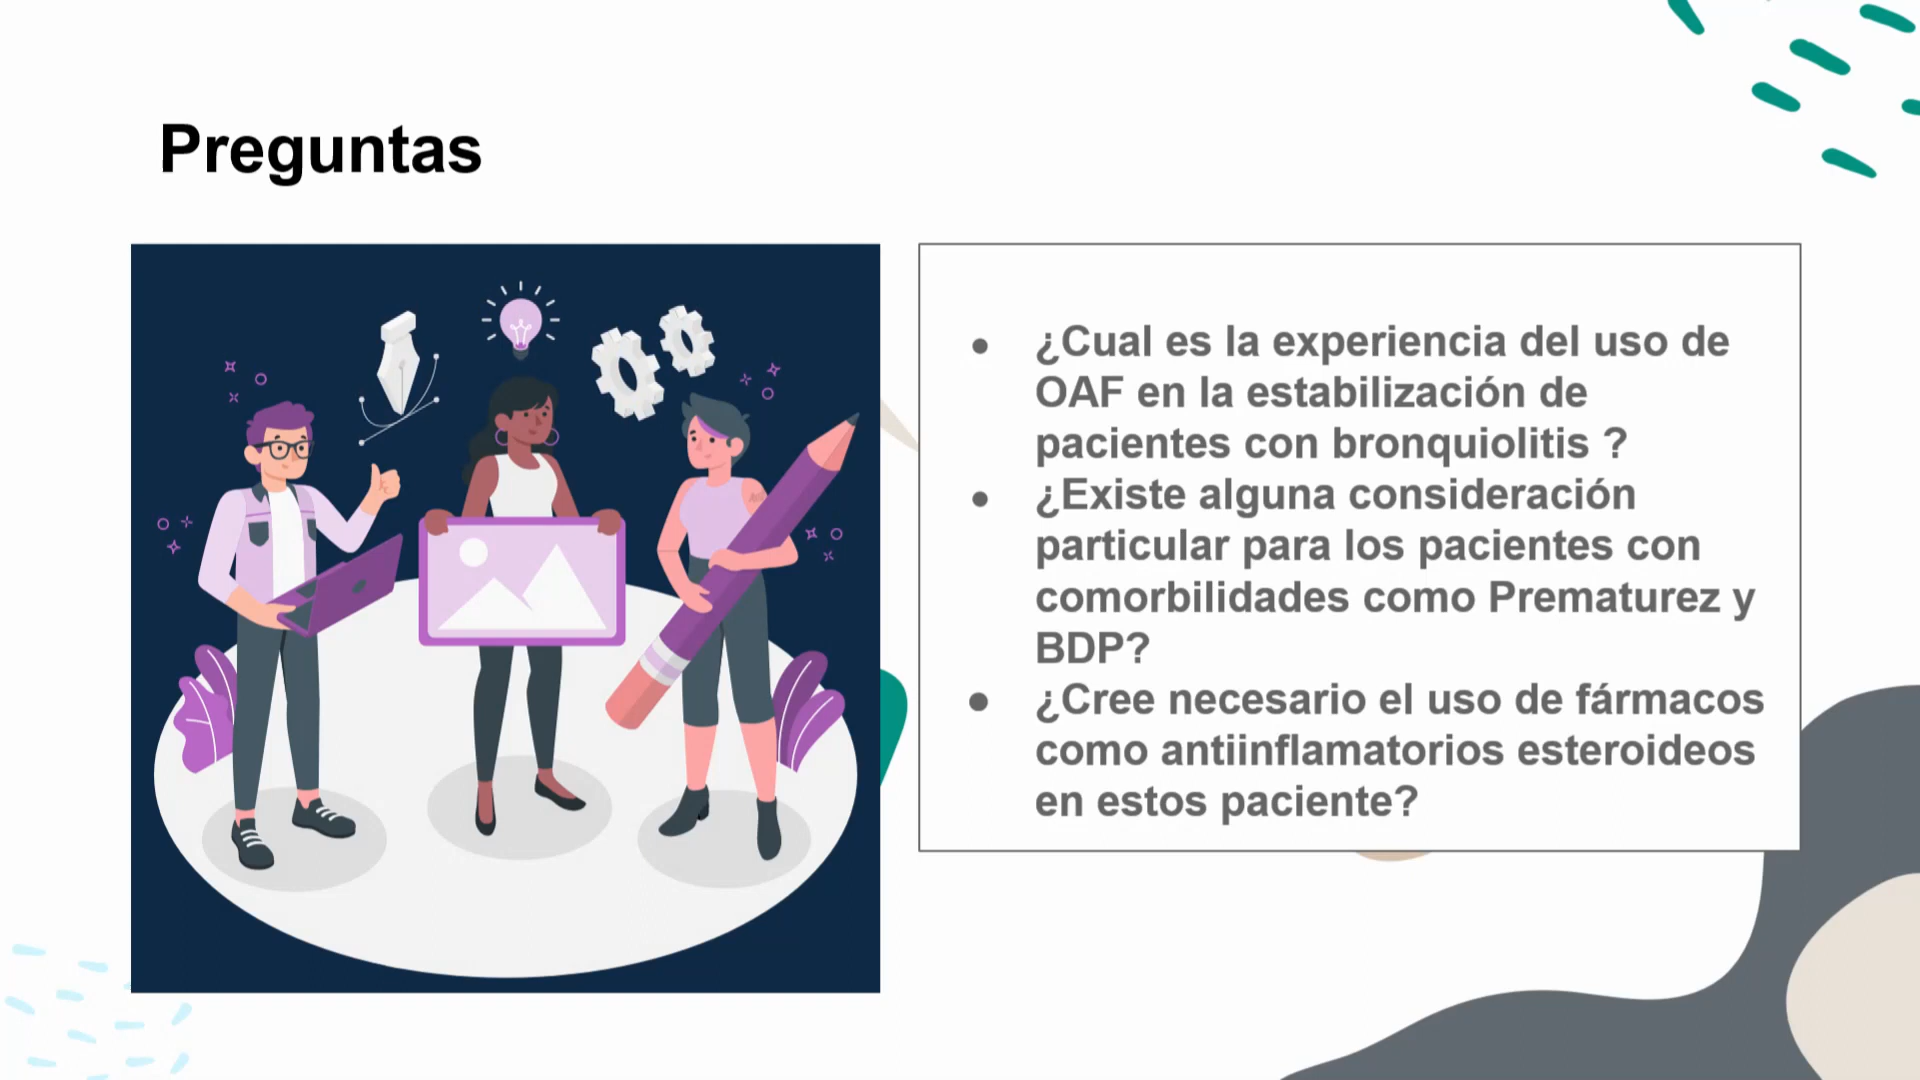 Preguntas
• ¿Cual es la experiencia del uso de
OAF en la estabilización de
pacientes con bronquiolitis ?
• ¿Existe alguna consideración
particular para los pacientes con
comorbilidades como Prematurez y
BDP?
• ¿Cree necesario el uso de fármacos
como antiinflamatorios esteroideos
en estos paciente?